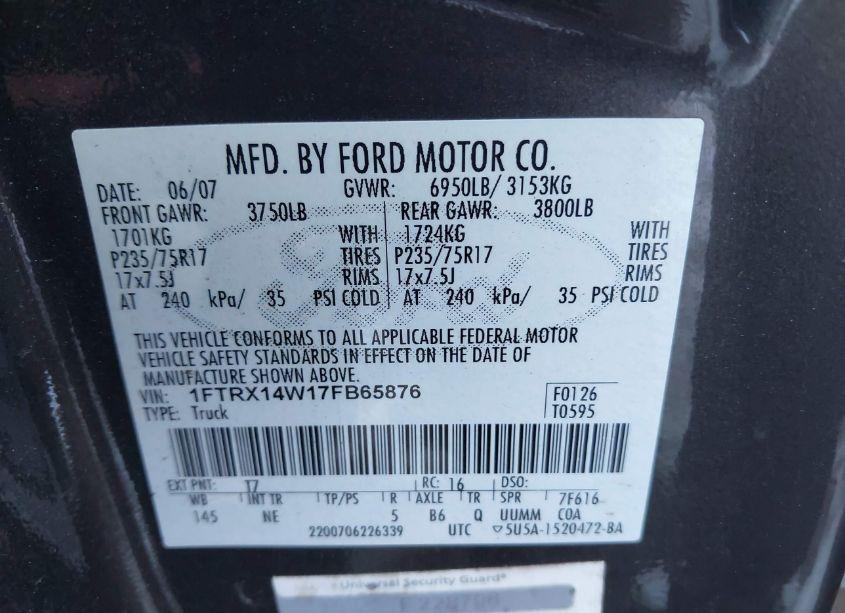 MFD. BY FORD MOTOR CO.
DATE: 06/07 GVWR: 6950LB/ 3153KG
FRONT GAWR: 3750LB REAR GAWR: 3800LB
1701KG WITH 1724KG WITH
P235/75R17 TIRES P235/75R17 TIRES
17x7.5J RIMS 17x7.5J RIMS
AT 240 kPa/ 35 PSI COLD AT 240 kPa/ 35 PSI COLD
THIS VEHICLE CONFORMS TO ALL APPLICABLE FEDERAL MOTOR
VEHICLE SAFETY STANDARDS IN EFFECT ON THE DATE OF
MANUFACTURE SHOWN ABOVE.
1FTRX14W17FB65876 F0126
TYPE: Truck T0595
EXT PNT: T7 RC: 16 DSO:
WB INT TR TP/PS R AXLE TR SPR 7F616
145 NE 5 B6 Q UUMM COA
2200706226339 UTC ▽5U5A-1520472-BA
Universal Security Guard®